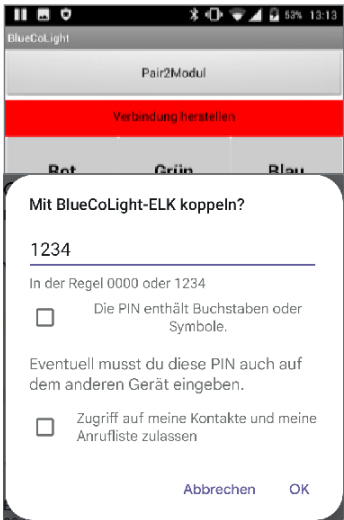 53% 13:13
BlueCoLight
Pair2Modul
Verbindung herstellen
Rot Grün Blau
Mit BlueCoLight-ELK koppeln?
1234
In der Regel 0000 oder 1234
Die PIN enthält Buchstaben oder
Symbole.
Eventuell musst du diese PIN auch auf
dem anderen Gerät eingeben.
Zugriff auf meine Kontakte und meine
Anrufliste zulassen
Abbrechen OK